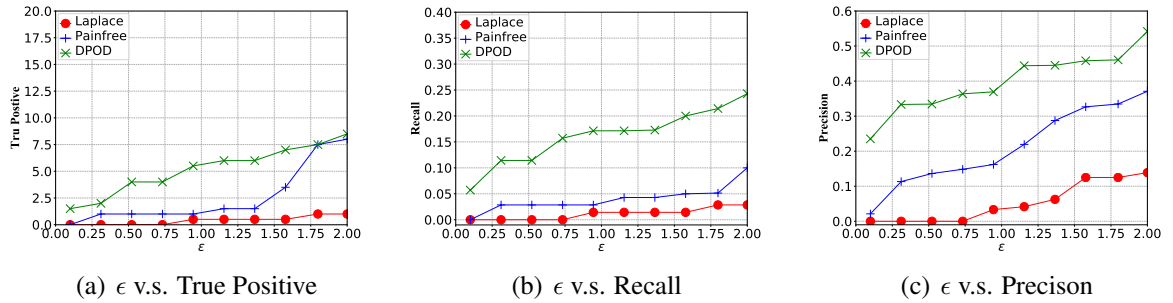 Laplace
Painfree
DPOD
20.0
17.5
15.0
12.5
10.0
7.5
5.0
2.5
0.0
Tru Postive
0.00 0.25 0.50 0.75 1.00 1.25 1.50 1.75 2.00
ε
(a) ϵ v.s. True Positive
Laplace
Painfree
DPOD
0.40
0.35
0.30
0.25
0.20
0.15
0.10
0.05
0.00
Recall
0.00 0.25 0.50 0.75 1.00 1.25 1.50 1.75 2.00
ε
(b) ϵ v.s. Recall
Laplace
Painfree
DPOD
0.6
0.5
0.4
0.3
0.2
0.1
0.0
Precision
0.00 0.25 0.50 0.75 1.00 1.25 1.50 1.75 2.00
ε
(c) ϵ v.s. Precison